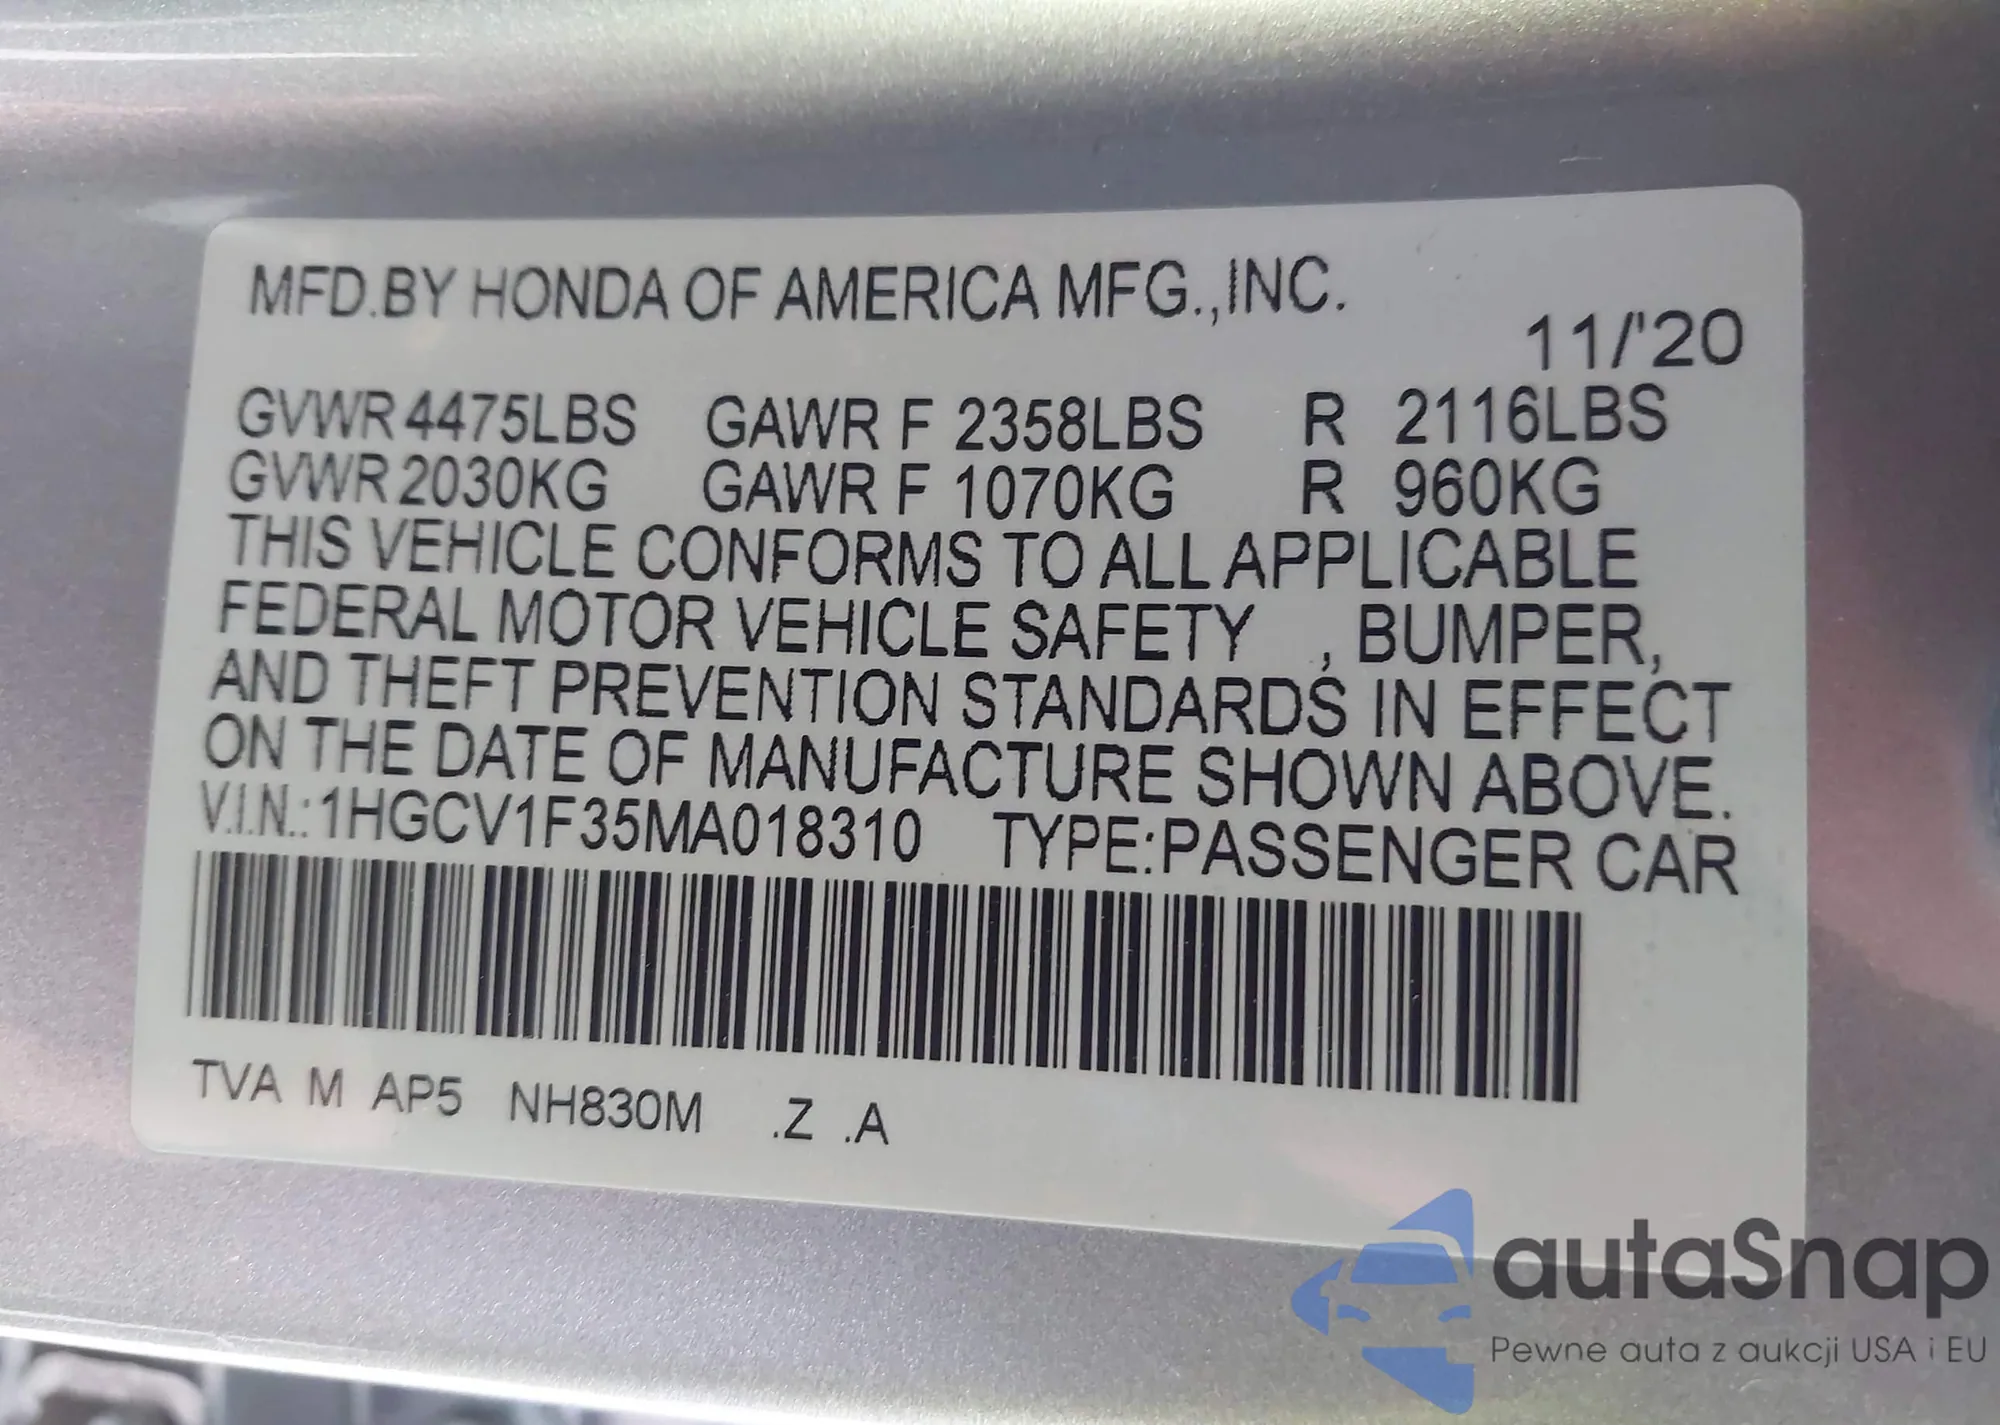 MFD.BY HONDA OF AMERICA MFG.,INC.
11/'20
GVWR 4475LBS GAWR F 2358LBS R 2116LBS
GVWR 2030KG GAWR F 1070KG R 960KG
THIS VEHICLE CONFORMS TO ALL APPLICABLE
FEDERAL MOTOR VEHICLE SAFETY , BUMPER,
AND THEFT PREVENTION STANDARDS IN EFFECT
ON THE DATE OF MANUFACTURE SHOWN ABOVE.
V.I.N.:1HGCV1F35MA018310 TYPE:PASSENGER CAR
TVA M AP5 NH830M .Z .A
autaSnap
Pewne auta z aukcji USA i EU